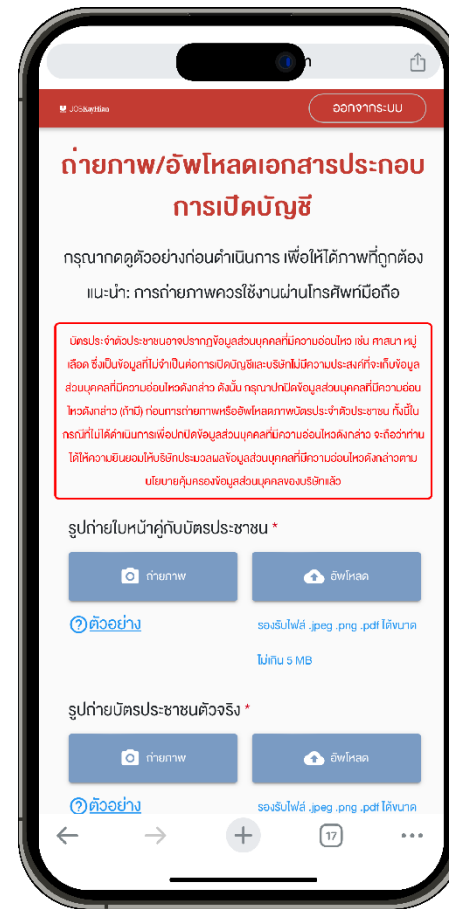 n
JOSKayHian
ออกจากระบบ
ถ่ายภาพ/อัพโหลดเอกสารประกอบ
การเปิดบัญชี
กรุณากดดูตัวอย่างก่อนดำเนินการ เพื่อให้ได้ภาพที่ถูกต้อง
แนะนำ: การถ่ายภาพควรใช้งานผ่านโทรศัพท์มือถือ
บัตรประจำตัวประชาชนอาจปรากฏข้อมูลส่วนบุคคลที่มีความอ่อนไหว เช่น ศาสนา หมู่
เลือด ซึ่งเป็นข้อมูลที่ไม่จำเป็นต่อการเปิดบัญชีและบริษัทไม่มีความประสงค์ที่จะเก็บข้อมูล
ส่วนบุคคลที่มีความอ่อนไหวดังกล่าว ดังนั้น กรุณาปกปิดข้อมูลส่วนบุคคลที่มีความอ่อน
ไหวดังกล่าว (ถ้ามี) ก่อนการถ่ายภาพหรืออัพโหลดภาพบัตรประจำตัวประชาชน ทั้งนี้ใน
กรณีที่ไม่ได้ดำเนินการเพื่อปกปิดข้อมูลส่วนบุคคลที่มีความอ่อนไหวดังกล่าว จะถือว่าท่าน
ได้ให้ความยินยอมให้บริษัทประมวลผลข้อมูลส่วนบุคคลที่มีความอ่อนไหวดังกล่าวตาม
นโยบายคุ้มครองข้อมูลส่วนบุคคลของบริษัทแล้ว
รูปถ่ายใบหน้าคู่กับบัตรประชาชน *
ถ่ายภาพ
อัพโหลด
ตัวอย่าง
รองรับไฟล์ .jpeg .png .pdf ได้ขนาด
ไม่เกิน 5 MB
รูปถ่ายบัตรประชาชนตัวจริง *
ถ่ายภาพ
อัพโหลด
ตัวอย่าง
รองรับไฟล์ .jpeg .png .pdf ได้ขนาด
17